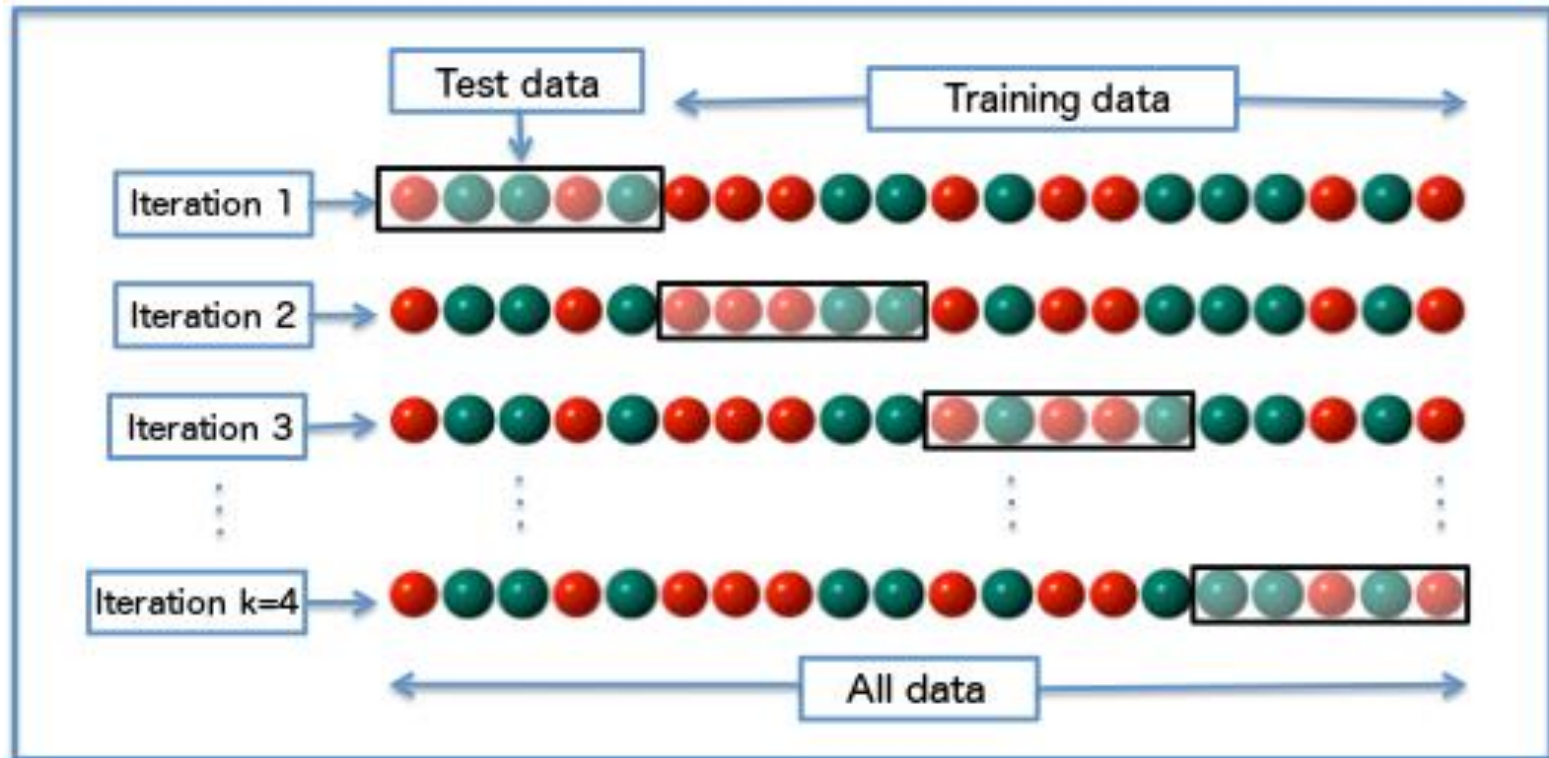 Test data
Training data
Iteration 1
Iteration 2
Iteration 3
Iteration k=4
All data